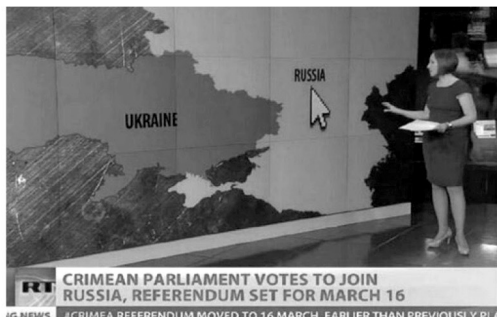 RUSSIA
UKRAINE
RT
CRIMEAN PARLIAMENT VOTES TO JOIN
RUSSIA, REFERENDUM SET FOR MARCH 16
NEWS
CRIMEA REFERENDUM MOVED TO 16 MARCH, EARLIER THAN PREVIOUSLY